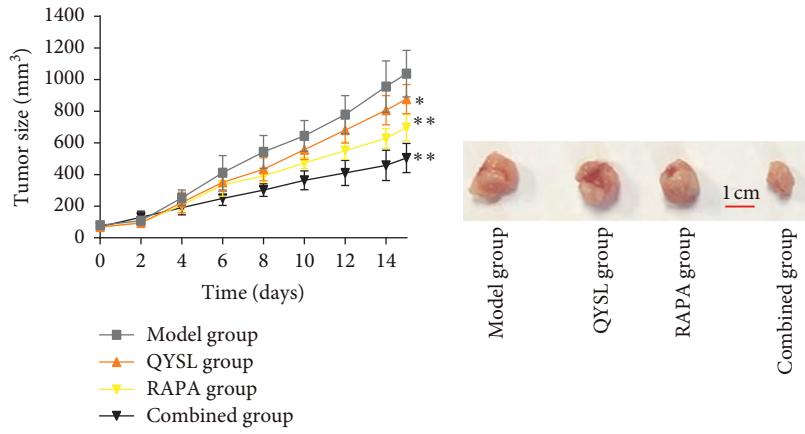 1400
1200
1000
800
600
400
200
0
Tumor size (mm³)
0 2 4 6 8 10 12 14
Time (days)
*
**
**
Model group
QYSL group
RAPA group
Combined group
1 cm
Model group
QYSL group
RAPA group
Combined group